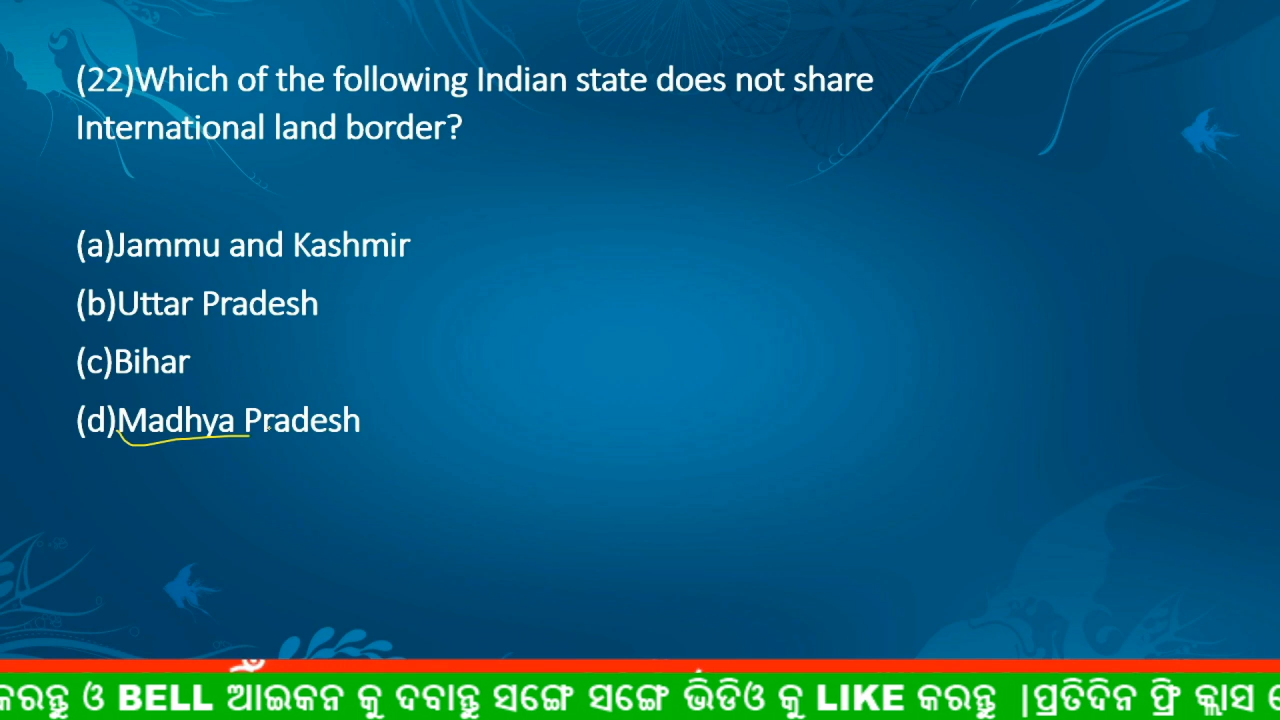 (22)Which of the following Indian state does not share
International land border?
(a)Jammu and Kashmir
(b)Uttar Pradesh
(c)Bihar
(d)Madhya Pradesh
କରନ୍ତୁ ଓ BELL ଆଇକନ କୁ ଦବାନ୍ତୁ ସଙ୍ଗେ ସଙ୍ଗେ ଭିଡିଓ କୁ LIKE କରନ୍ତୁ |ପ୍ରତିଦିନ ଫ୍ରି କ୍ଲାସ